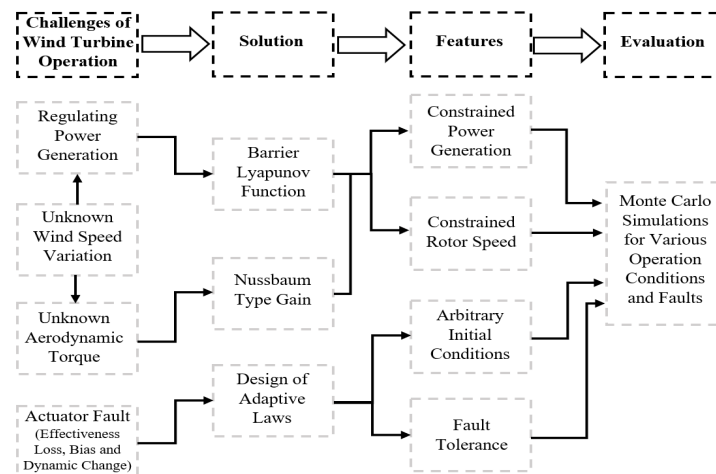 Challenges of
Wind Turbine
Operation
Solution
Features
Evaluation
Regulating
Power
Generation
Unknown
Wind Speed
Variation
Unknown
Aerodynamic
Torque
Actuator Fault
(Effectiveness
Loss, Bias and
Dynamic Change)
Barrier
Lyapunov
Function
Nussbaum
Type Gain
Design of
Adaptive
Laws
Constrained
Power
Generation
Constrained
Rotor Speed
Arbitrary
Initial
Conditions
Fault
Tolerance
Monte Carlo
Simulations
for Various
Operation
Conditions
and Faults